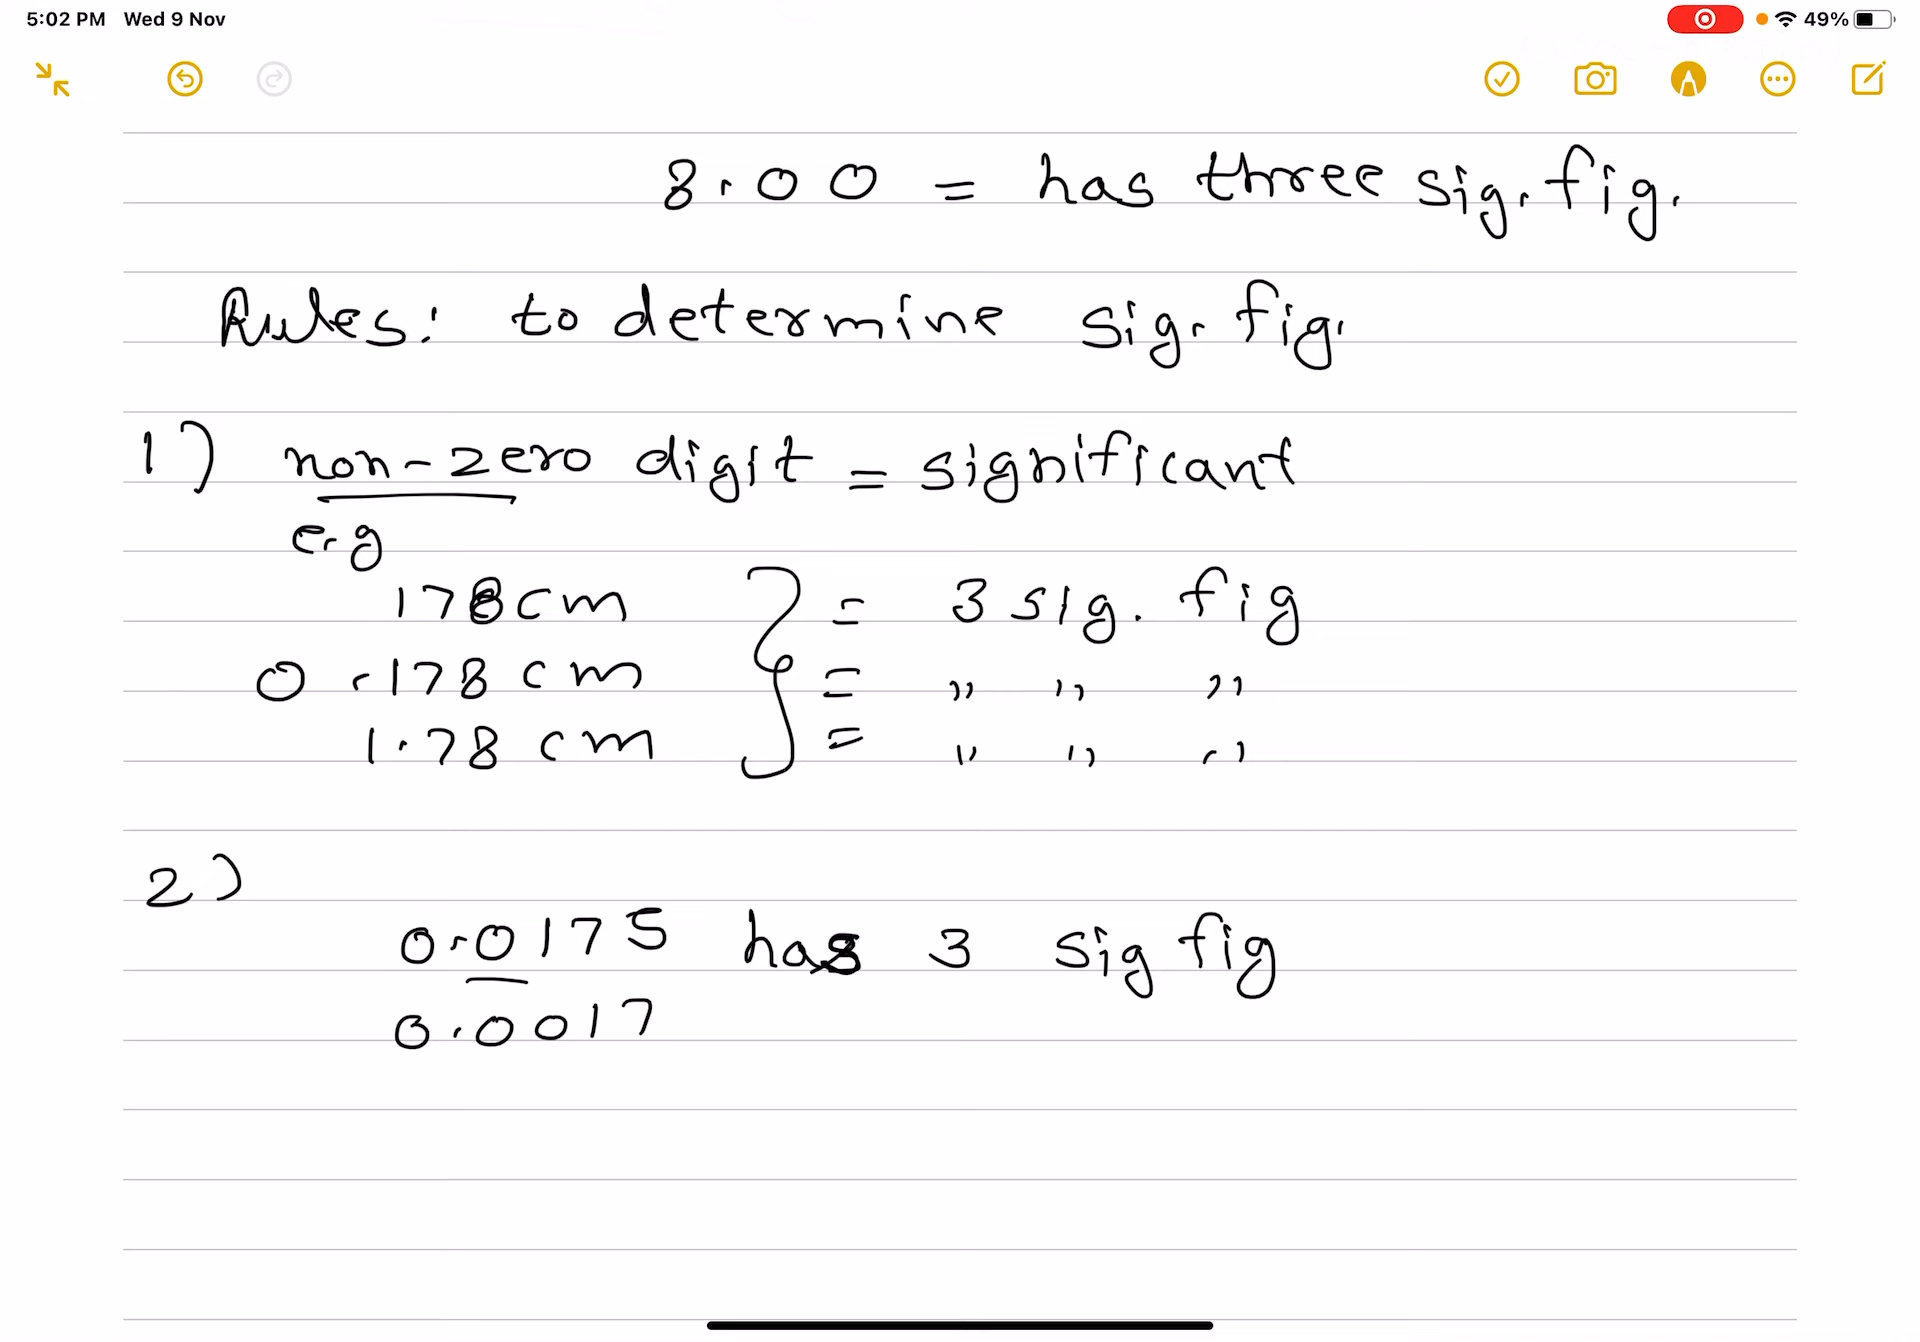 5:02 PM Wed 9 Nov 49%
8.00 = has three sig. fig.
Rules: to determine sig. fig.
1) non-zero digit = significant
e.g
178 cm = 3 sig. fig
0.178 cm = " " "
1.78 cm = " " "
2)
0.0175 has 3 sig fig
0.0017